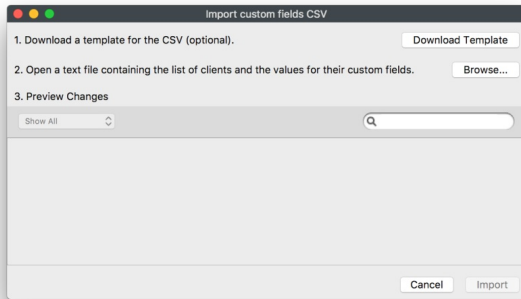 Import custom fields CSV
1. Download a template for the CSV (optional).
Download Template
2. Open a text file containing the list of clients and the values for their custom fields.
Browse...
3. Preview Changes
Show All
Cancel
Import